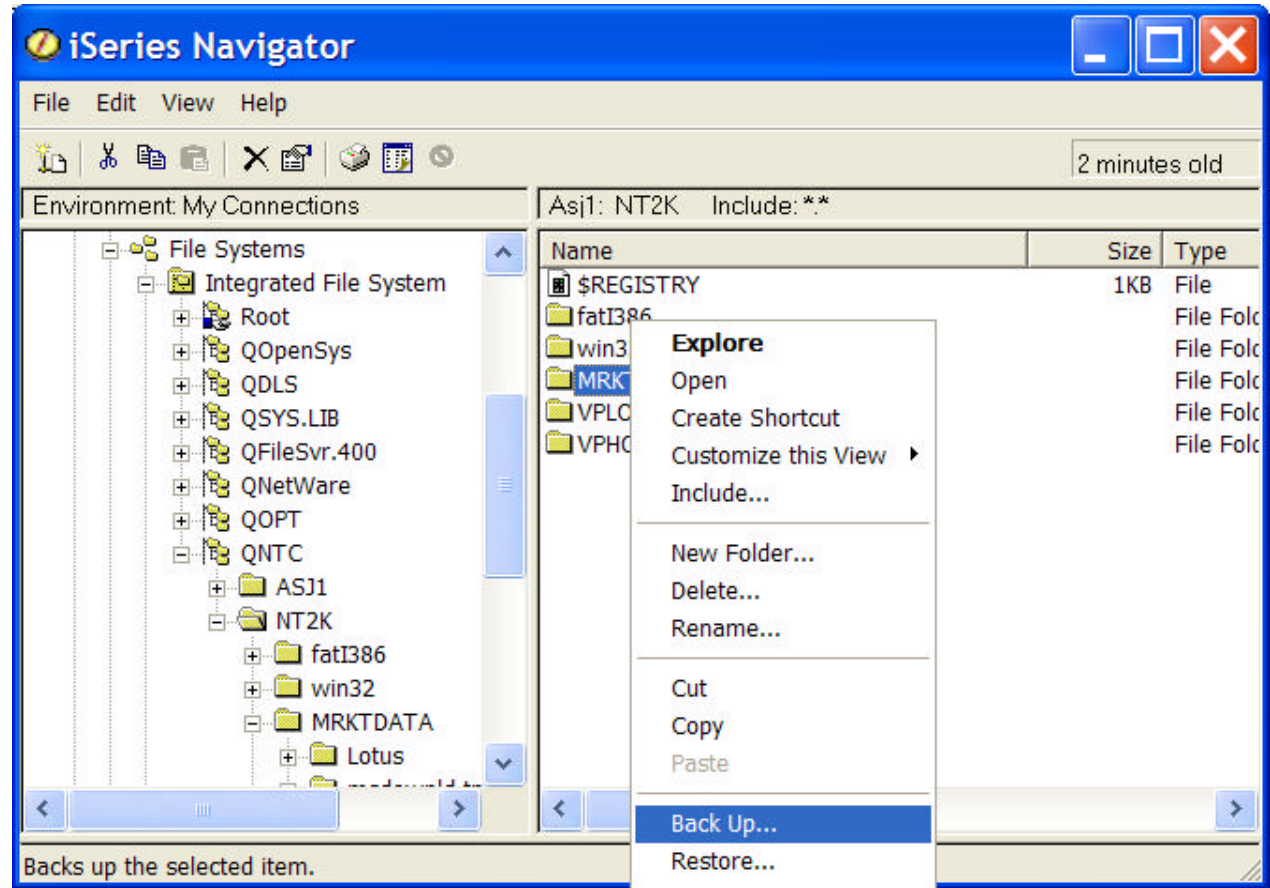 iSeries Navigator
File Edit View Help
2 minutes old
Environment: My Connections
Asj1: NT2K Include: *.*
File Systems
Integrated File System
Root
QOpenSys
QDLS
QSYS.LIB
QFileSvr.400
QNetWare
QOPT
QNTC
ASJ1
NT2K
fatI386
win32
MRKTDATA
Lotus
Name Size Type
$REGISTRY 1KB File
fatI386 File Fold
win3 File Fold
MRKT File Fold
VPLO File Fold
VPHO File Fold
Explore
Open
Create Shortcut
Customize this View
Include...
New Folder...
Delete...
Rename...
Cut
Copy
Paste
Back Up...
Restore...
Backs up the selected item.